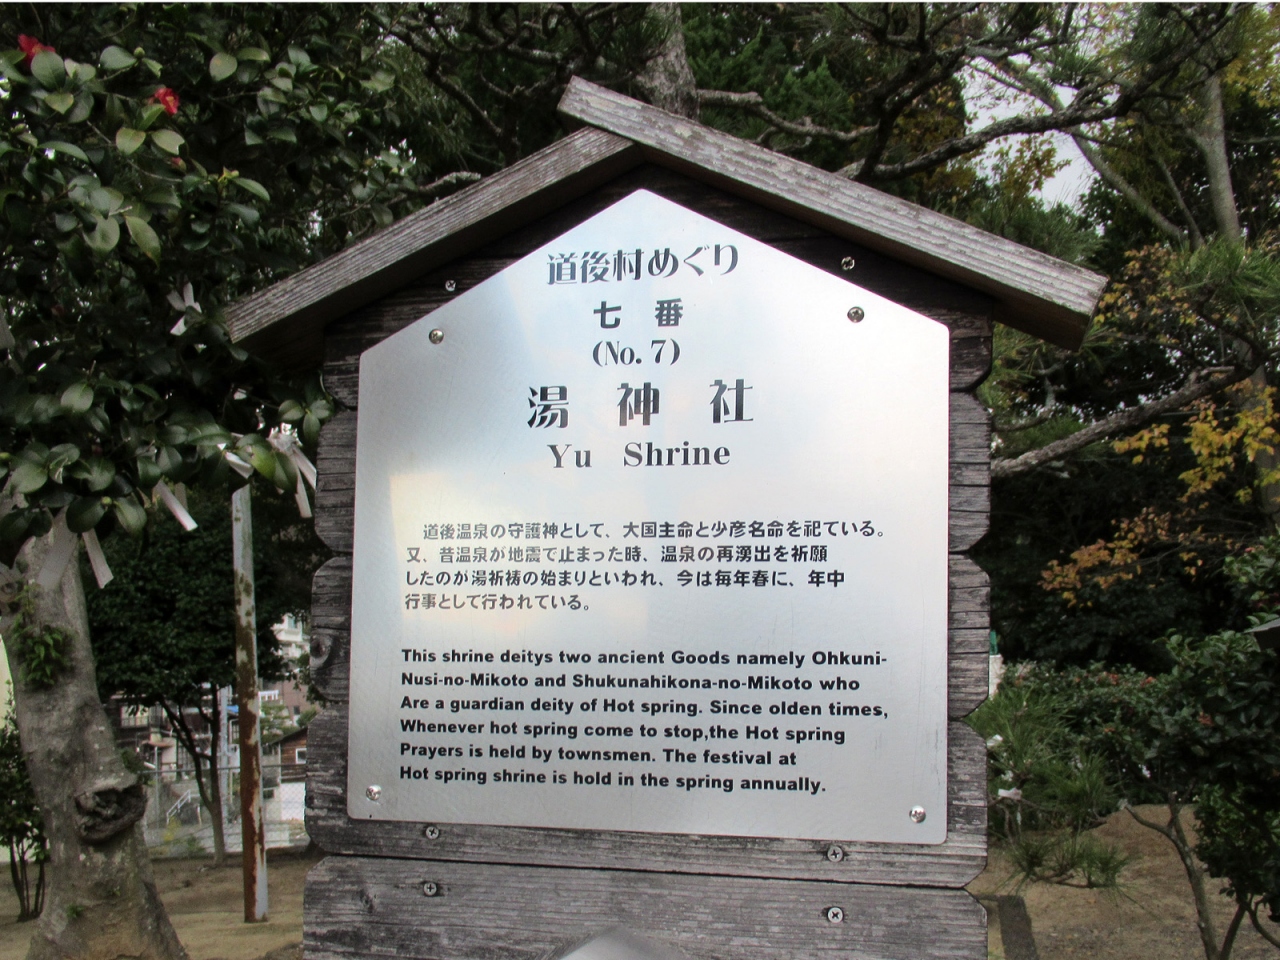 道後村めぐり
七番
(No. 7)
湯神社
Yu Shrine
道後温泉の守護神として、大国主命と少彦名命を祀ている。
又、昔温泉が地震で止まった時、温泉の再湧出を祈願
したのが湯祈祷の始まりといわれ、今は毎年春に、年中
行事として行われている。
This shrine deitys two ancient Goods namely Ohkuni-
Nusi-no-Mikoto and Shukunahikona-no-Mikoto who
Are a guardian deity of Hot spring. Since olden times,
Whenever hot spring come to stop,the Hot spring
Prayers is held by townsmen. The festival at
Hot spring shrine is hold in the spring annually.